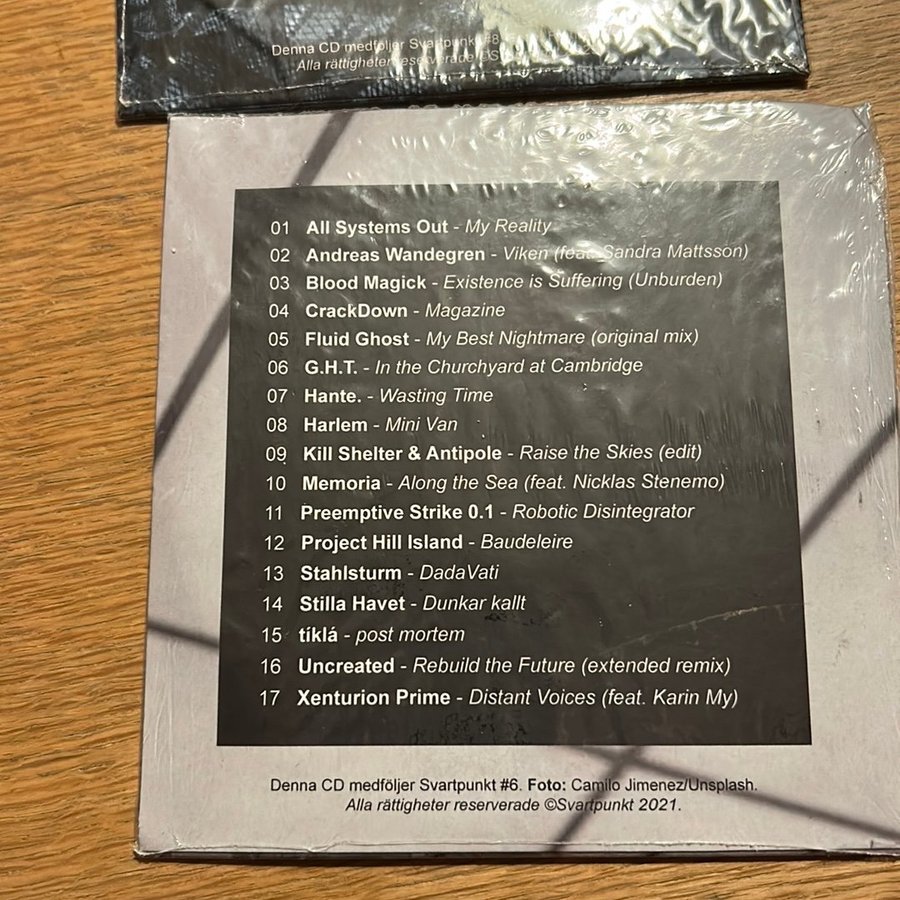 Denna CD medföljer Svartpunkt #8.
Alla rättigheter reserverade ©S
01 All Systems Out - My Reality
02 Andreas Wandegren - Viken (feat. Sandra Mattsson)
03 Blood Magick - Existence is Suffering (Unburden)
04 CrackDown - Magazine
05 Fluid Ghost - My Best Nightmare (original mix)
06 G.H.T. - In the Churchyard at Cambridge
07 Hante. - Wasting Time
08 Harlem - Mini Van
09 Kill Shelter & Antipole - Raise the Skies (edit)
10 Memoria - Along the Sea (feat. Nicklas Stenemo)
11 Preemptive Strike 0.1 - Robotic Disintegrator
12 Project Hill Island - Baudeleire
13 Stahlsturm - DadaVati
14 Stilla Havet - Dunkar kallt
15 tíklá - post mortem
16 Uncreated - Rebuild the Future (extended remix)
17 Xenturion Prime - Distant Voices (feat. Karin My)
Denna CD medföljer Svartpunkt #6. Foto: Camilo Jimenez/Unsplash.
Alla rättigheter reserverade ©Svartpunkt 2021.